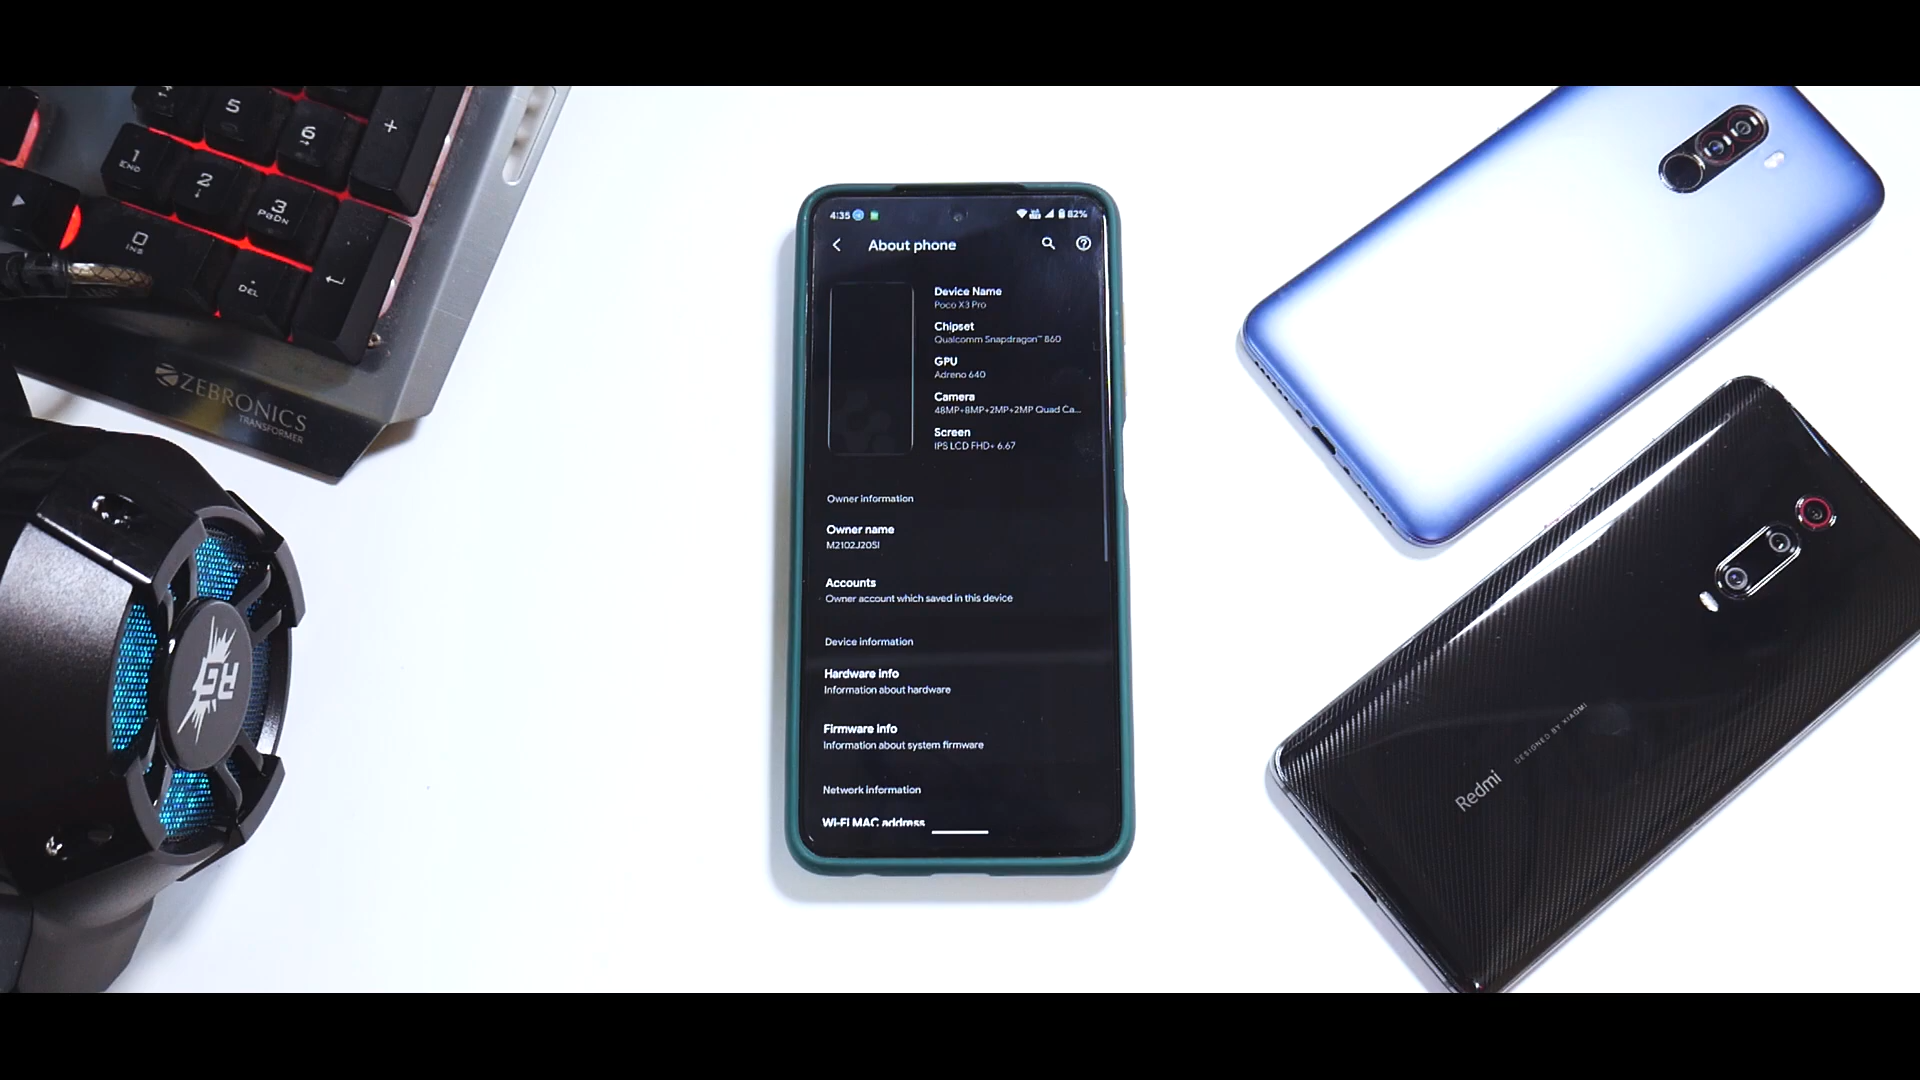 5
6
+
1
END
2
3
PGDN
0
INS
DEL
ZEBRONICS
TRANSFORMER
4:35
82%
About phone
Device Name
Poco X3 Pro
Chipset
Qualcomm Snapdragon™ 860
GPU
Adreno 640
Camera
48MP+8MP+2MP+2MP Quad Ca...
Screen
IPS LCD FHD+ 6.67
Owner information
Owner name
M2102J20SI
Accounts
Owner account which saved in this device
Device information
Hardware info
Information about hardware
Firmware info
Information about system firmware
Network information
Wi-Fi MAC address
Redmi
DESIGNED BY XIAOMI